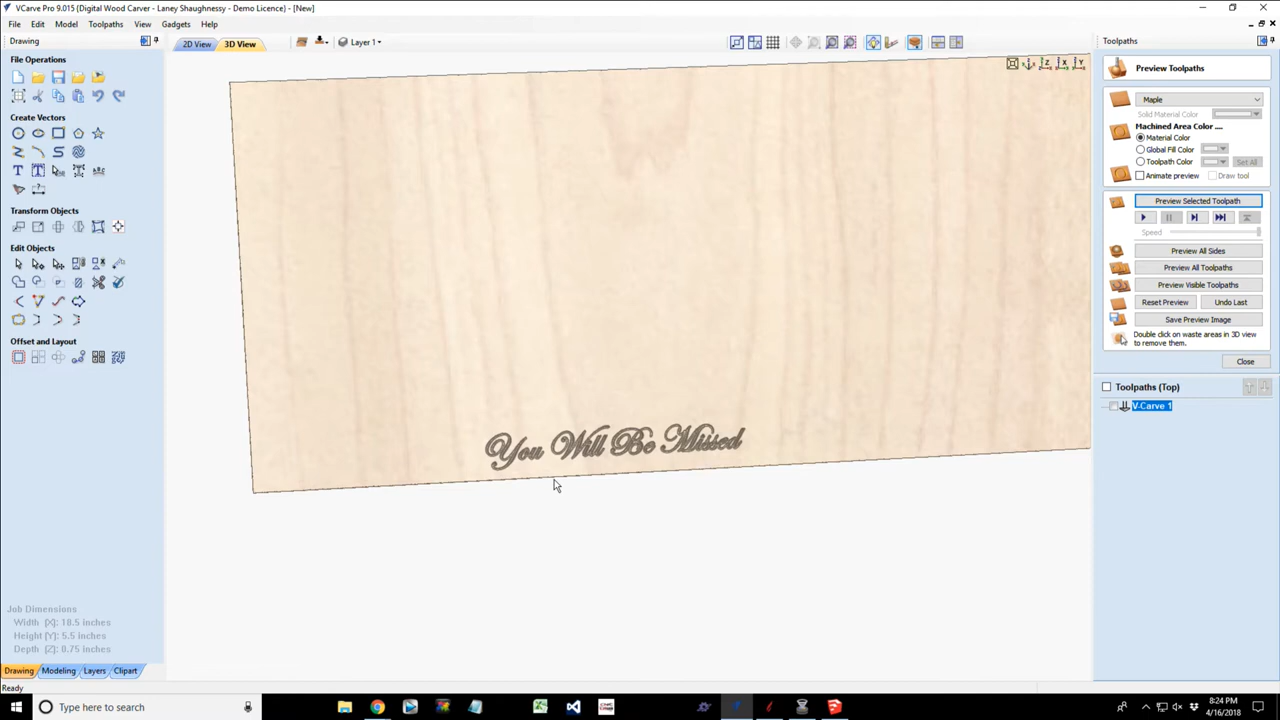 VCarve Pro 9.015 (Digital Wood Carver - Laney Shaughnessy - Demo Licence) - [New]
File Edit Model Toolpaths View Gadgets Help
Drawing
2D View 3D View Layer 1
Toolpaths
File Operations
Create Vectors
Transform Objects
Edit Objects
Offset and Layout
Job Dimensions
Width (X): 18.5 inches
Height (Y): 5.5 inches
Depth (Z): 0.75 inches
Drawing Modeling Layers Clipart
Ready
You Will Be Missed
Z X Y
Preview Toolpaths
Maple
Solid Material Color
Machined Area Color ....
Material Color
Global Fill Color
Toolpath Color Set All
Animate preview Draw tool
Preview Selected Toolpath
Speed
Preview All Sides
Preview All Toolpaths
Preview Visible Toolpaths
Reset Preview Undo Last
Save Preview Image
Double click on waste areas in 3D view
to remove them.
Close
Toolpaths (Top)
V-Carve 1
Type here to search
8:24 PM
4/16/2018